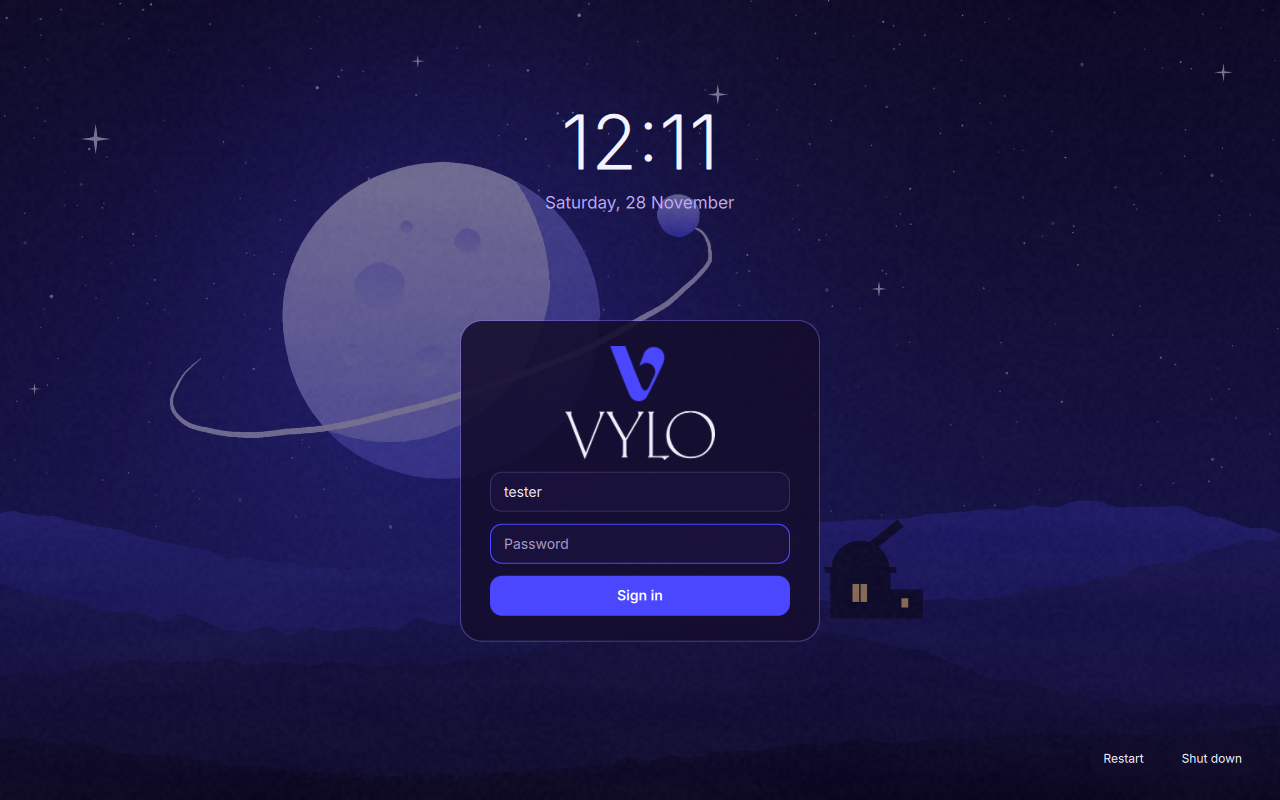 12:11
Saturday, 28 November
VYLO
tester
Password
Sign in
Restart
Shut down